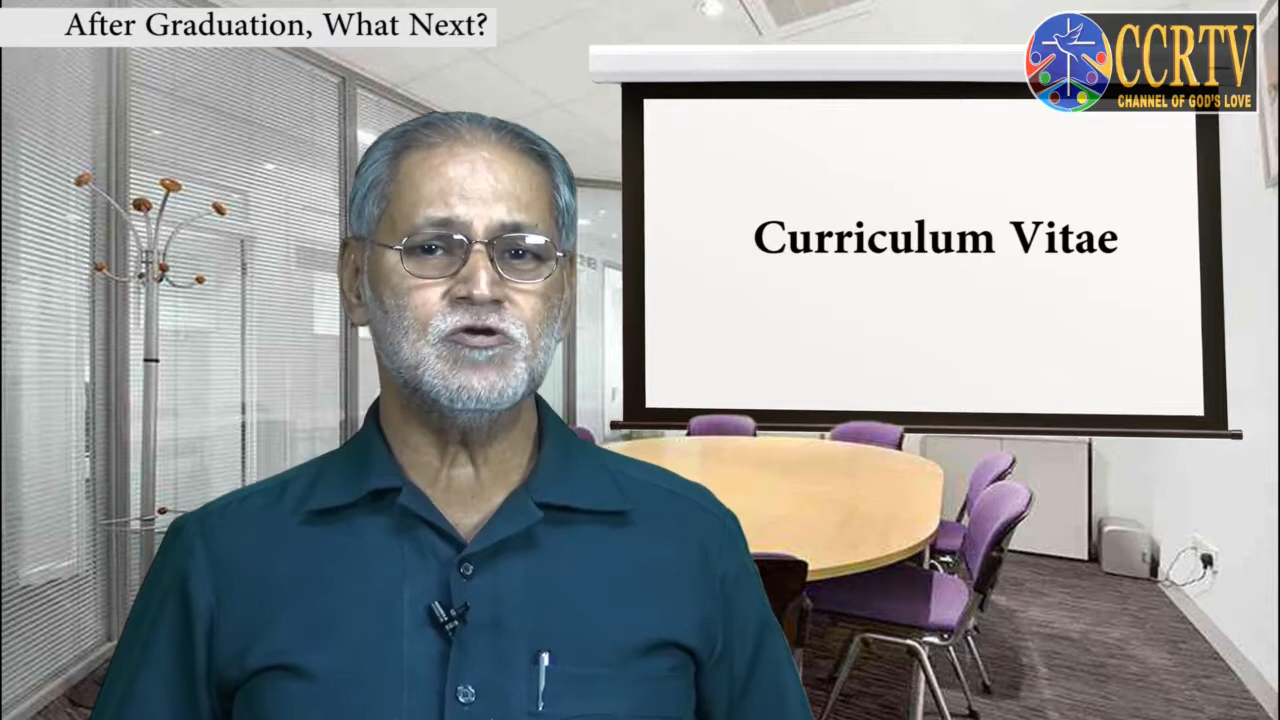 After Graduation, What Next?
CCRTV
CHANNEL OF GOD'S LOVE
Curriculum Vitae